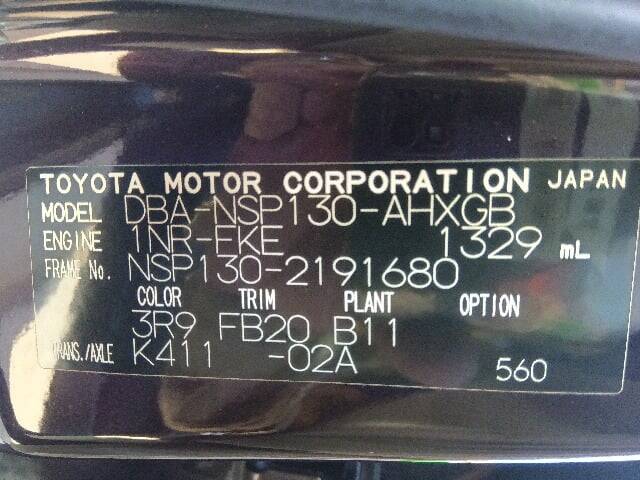 TOYOTA MOTOR CORPORATION JAPAN
MODEL DBA-NSP130-AHXGB
ENGINE 1NR-FKE 1329 mL
FRAME No. NSP130-2191680
COLOR TRIM PLANT OPTION
3R9 FB20 B11
TRANS./AXLE K411 -02A 560